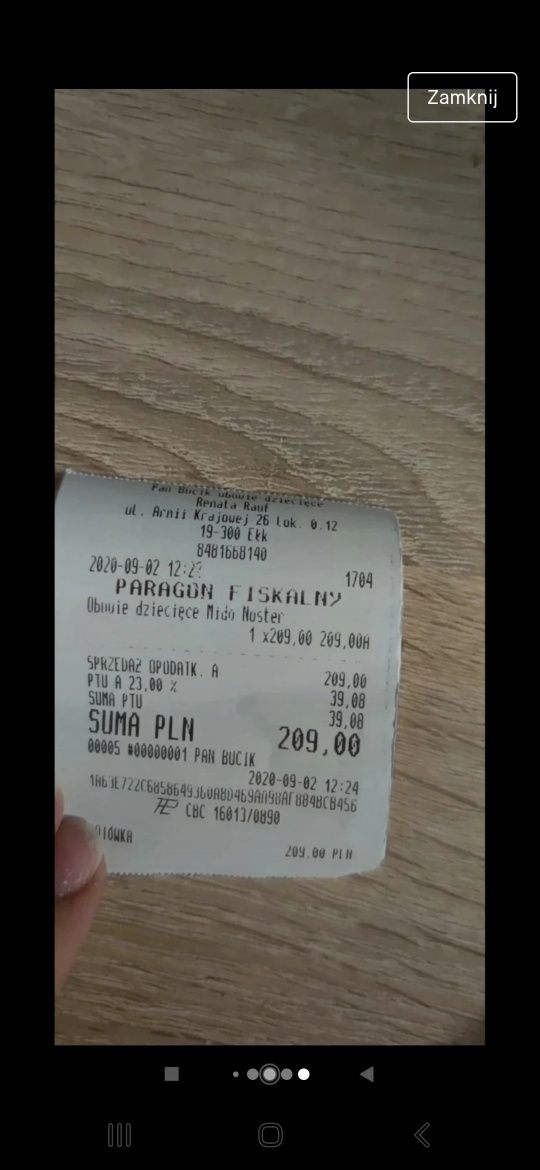 Zamknij
Pan Bucik obuwie dziecięce
Renata Rauf
ul. Armii Krajowej 26 lok. 0.12
19-300 Ełk
8481668140
2020-09-02 12:2
1704
PARAGON FISKALNY
Obuwie dziecięce Mido Noster
1 x209,00 209,00A
SPRZEDAŻ OPODATK. A 209,00
PTU A 23,00 % 39,08
SUMA PTU 39,08
SUMA PLN 209,00
00005 #00000001 PAN BUCIK
2020-09-02 12:24
CBC 16013/0890
209,00 PLN